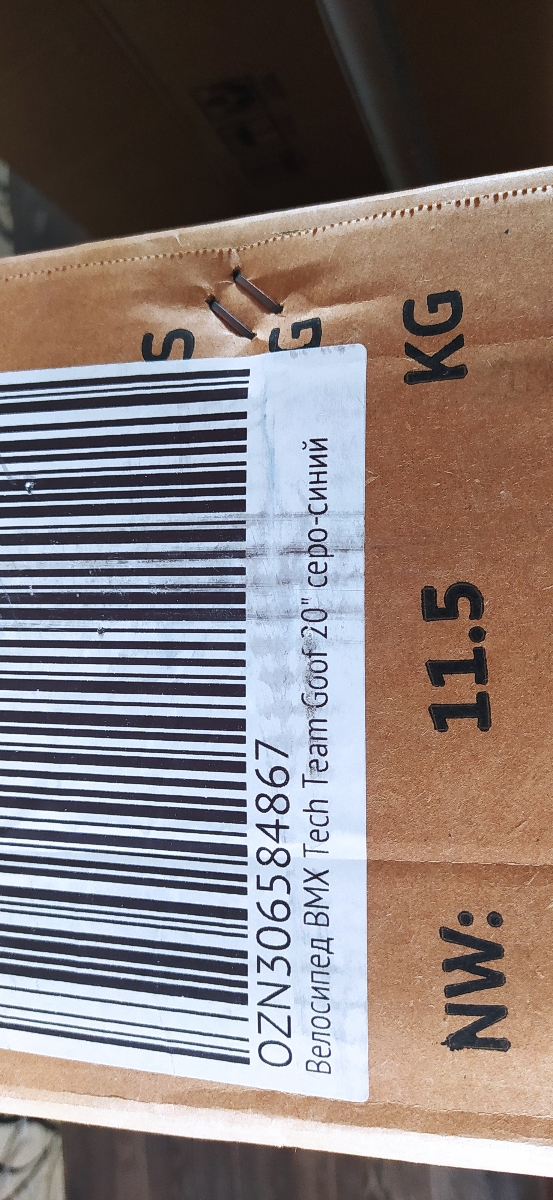 OZN306584867
Велосипед BMX Tech Team Goof 20" серо-синий
NW: 11.5 KG